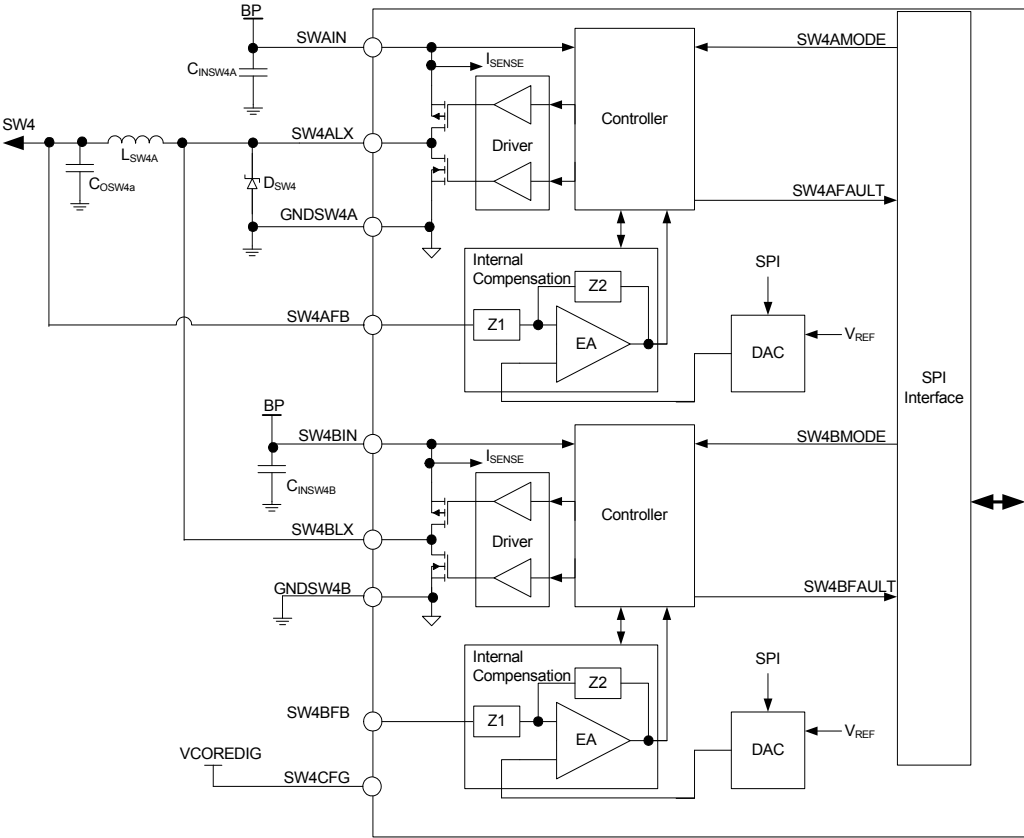 BP
SWAIN
SW4AMODE
I_SENSE
C_INSW4A
Controller
SW4
SW4ALX
Driver
L_SW4A
C_OSW4a
D_SW4
SW4AFAULT
GNDSW4A
Internal
Compensation
Z2
SPI
SW4AFB
Z1
EA
DAC
V_REF
SPI
Interface
BP
SW4BIN
SW4BMODE
I_SENSE
C_INSW4B
Controller
SW4BLX
Driver
GNDSW4B
SW4BFAULT
Internal
Compensation
Z2
SPI
SW4BFB
Z1
EA
DAC
V_REF
VCOREDIG
SW4CFG